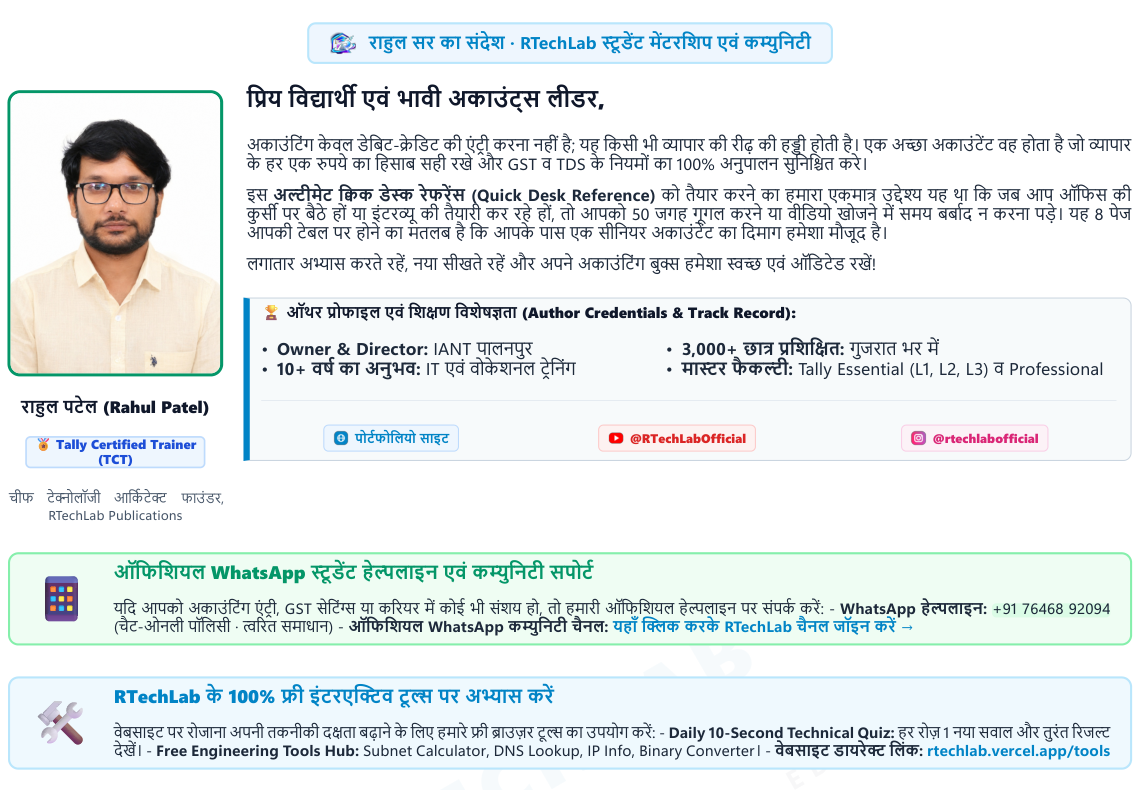 राहुल सर का संदेश · RTechLab स्टूडेंट मेंटरशिप एवं कम्युनिटी
प्रिय विद्यार्थी एवं भावी अकाउंट्स लीडर,
अकाउंटिंग केवल डेबिट-क्रेडिट की एंट्री करना नहीं है; यह किसी भी व्यापार की रीढ़ की हड्डी होती है। एक अच्छा अकाउंटेंट वह होता है जो व्यापार
के हर एक रुपये का हिसाब सही रखे और GST व TDS के नियमों का 100% अनुपालन सुनिश्चित करे।
इस अल्टीमेट क्विक डेस्क रेफरेंस (Quick Desk Reference) को तैयार करने का हमारा एकमात्र उद्देश्य यह था कि जब आप ऑफिस की
कुर्सी पर बैठे हों या इंटरव्यू की तैयारी कर रहे हों, तो आपको 50 जगह गूगल करने या वीडियो खोजने में समय बर्बाद न करना पड़े। यह 8 पेज
आपकी टेबल पर होने का मतलब है कि आपके पास एक सीनियर अकाउंटेंट का दिमाग हमेशा मौजूद है।
लगातार अभ्यास करते रहें, नया सीखते रहें और अपने अकाउंटिंग बुक्स हमेशा स्वच्छ एवं ऑडिटेड रखें!
ऑथर प्रोफाइल एवं शिक्षण विशेषज्ञता (Author Credentials & Track Record):
• Owner & Director: IANT पालनपुर
• 10+ वर्ष का अनुभव: IT एवं वोकेशनल ट्रेनिंग
• 3,000+ छात्र प्रशिक्षित: गुजरात भर में
• मास्टर फैकल्टी: Tally Essential (L1, L2, L3) व Professional
पोर्टफोलियो साइट
@RTechLabOfficial
@rtechlabofficial
राहुल पटेल (Rahul Patel)
Tally Certified Trainer
(TCT)
चीफ टेक्नोलॉजी आर्किटेक्ट फाउंडर,
RTechLab Publications
ऑफिशियल WhatsApp स्टूडेंट हेल्पलाइन एवं कम्युनिटी सपोर्ट
यदि आपको अकाउंटिंग एंट्री, GST सेटिंग्स या करियर में कोई भी संशय हो, तो हमारी ऑफिशियल हेल्पलाइन पर संपर्क करें: - WhatsApp हेल्पलाइन: +91 76468 92094
(चैट-ओनली पॉलिसी · त्वरित समाधान) - ऑफिशियल WhatsApp कम्युनिटी चैनल: यहाँ क्लिक करके RTechLab चैनल जॉइन करें →
RTechLab के 100% फ्री इंटरएक्टिव टूल्स पर अभ्यास करें
वेबसाइट पर रोजाना अपनी तकनीकी दक्षता बढ़ाने के लिए हमारे फ्री ब्राउज़र टूल्स का उपयोग करें: - Daily 10-Second Technical Quiz: हर रोज़ 1 नया सवाल और तुरंत रिजल्ट
देखें। - Free Engineering Tools Hub: Subnet Calculator, DNS Lookup, IP Info, Binary Converter। - वेबसाइट डायरेक्ट लिंक: rtechlab.vercel.app/tools